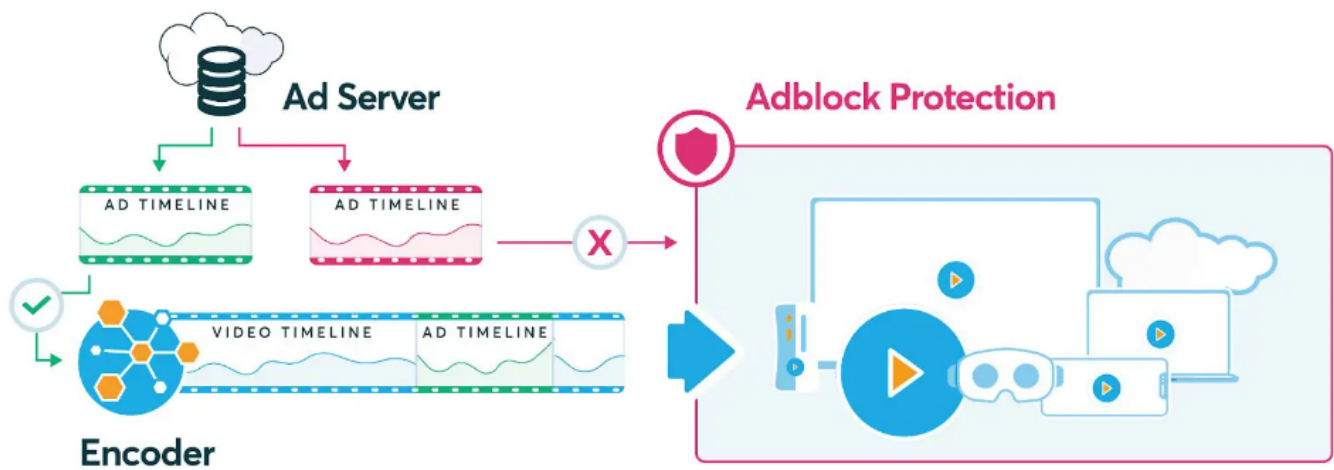 Ad Server
Adblock Protection
AD TIMELINE
AD TIMELINE
X
VIDEO TIMELINE
AD TIMELINE
Encoder